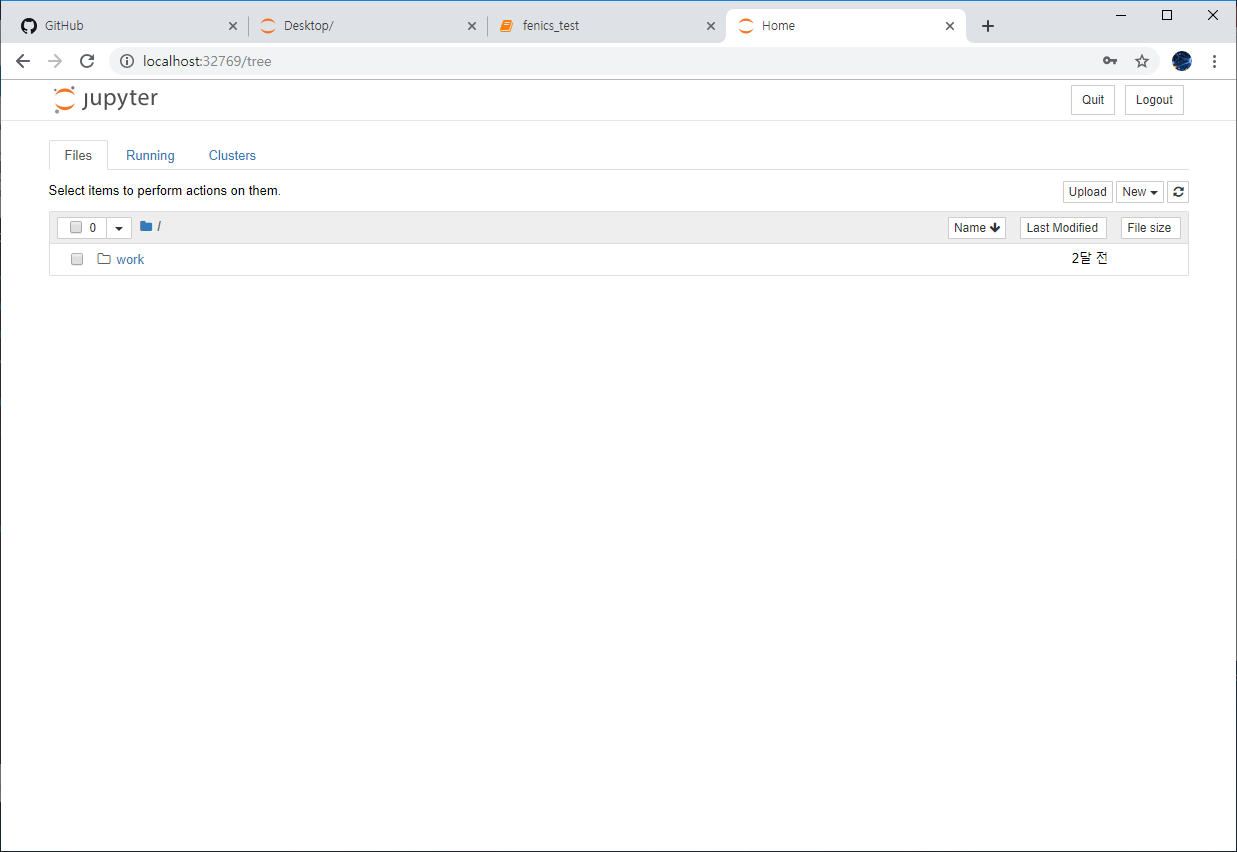 GitHub
Desktop/
fenics_test
Home
localhost:32769/tree
jupyter
Quit
Logout
Files
Running
Clusters
Select items to perform actions on them.
Upload
New
0
/
Name
Last Modified
File size
work
2달 전